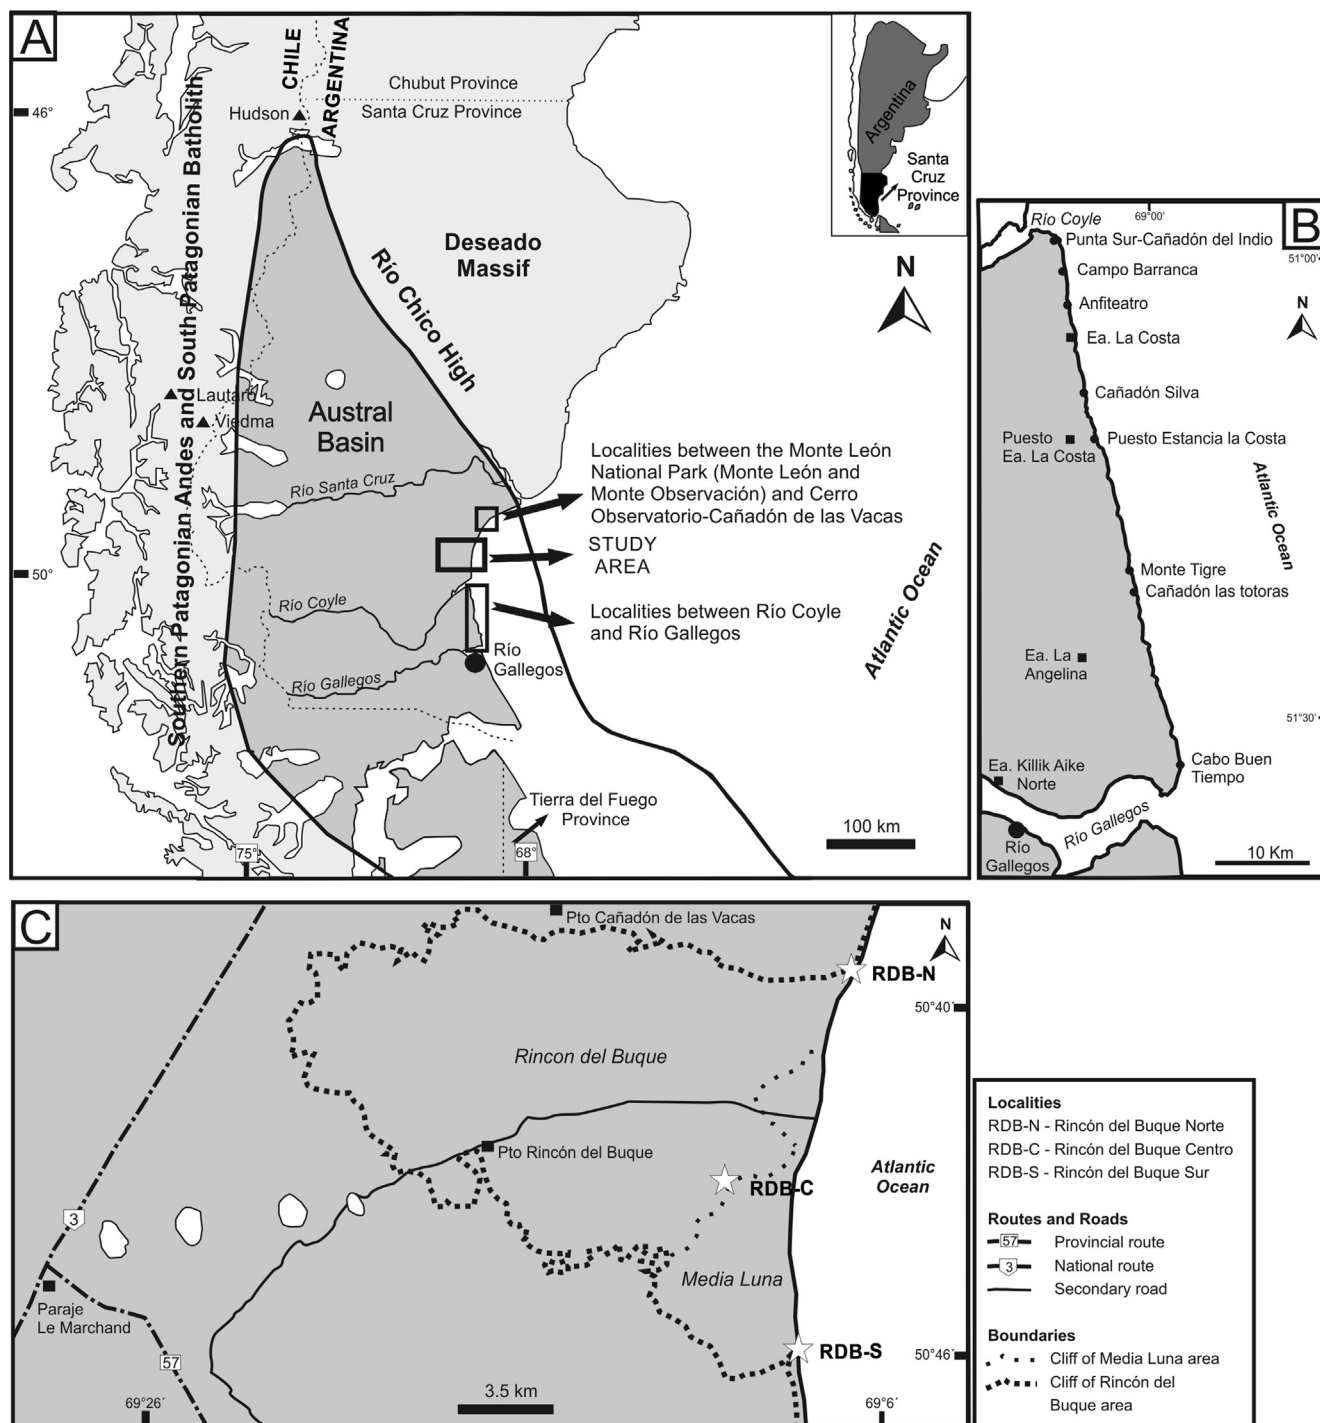 A
CHILE
ARGENTINA
Chubut Province
Santa Cruz Province
46°
Hudson
Southern Patagonian Andes and South Patagonian Batholith
Deseado
Massif
Río Chico High
N
Argentina
Santa
Cruz
Province
Lautaro
Viedma
Austral
Basin
Río Santa Cruz
Localities between the Monte León
National Park (Monte León and
Monte Observación) and Cerro
Observatorio-Cañadón de las Vacas
STUDY
AREA
50°
Río Coyle
Localities between Río Coyle
and Río Gallegos
Río
Gallegos
Río Gallegos
Atlantic Ocean
Tierra del Fuego
Province
100 km
75°
68°
B
Río Coyle
69°00'
Punta Sur-Cañadón del Indio
51°00'
Campo Barranca
N
Anfiteatro
Ea. La Costa
Cañadón Silva
Puesto
Ea. La Costa
Puesto Estancia la Costa
Atlantic Ocean
Monte Tigre
Cañadón las totoras
Ea. La
Angelina
51°30'
Cabo Buen
Tiempo
Ea. Killik Aike
Norte
Río Gallegos
Río
Gallegos
10 Km
C
Pto Cañadón de las Vacas
N
RDB-N
50°40´
Rincon del Buque
Pto Rincón del Buque
Atlantic
Ocean
RDB-C
3
Media Luna
Paraje
Le Marchand
57
RDB-S
50°46´
3.5 km
69°26´
69°6´
Localities
RDB-N - Rincón del Buque Norte
RDB-C - Rincón del Buque Centro
RDB-S - Rincón del Buque Sur
Routes and Roads
57 Provincial route
3 National route
Secondary road
Boundaries
Cliff of Media Luna area
Cliff of Rincón del
Buque area